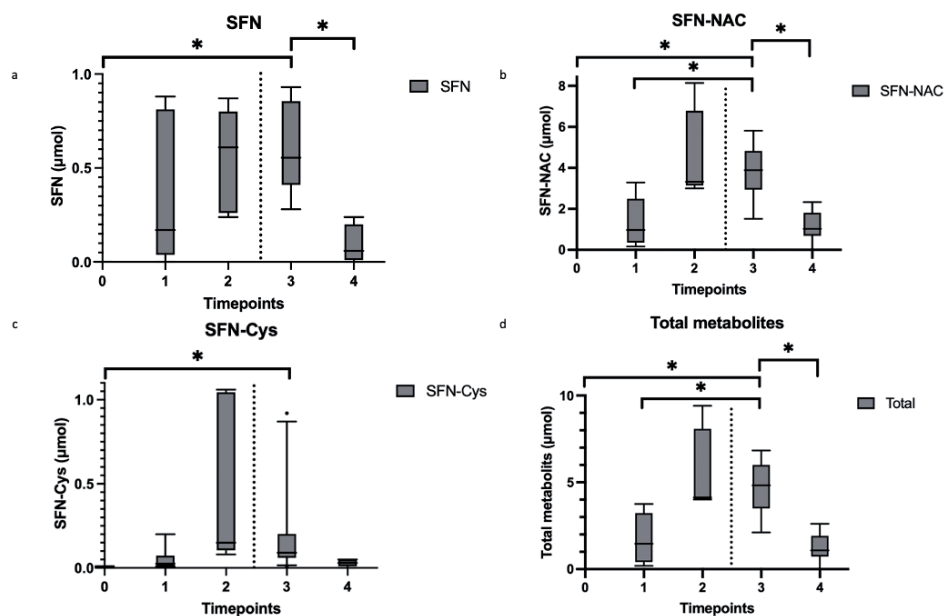 SFN
*
*
a
1.0
0.5
0.0
SFN (µmol)
0
1
2
3
4
Timepoints
SFN
SFN-NAC
*
*
*
b
8
6
4
2
0
SFN-NAC (µmol)
0
1
2
3
4
Timepoints
SFN-NAC
c
SFN-Cys
*
1.0
0.5
0.0
SFN-Cys (µmol)
0
1
2
3
4
Timepoints
SFN-Cys
d
Total metabolites
*
*
*
10
5
0
Total metabolits (µmol)
0
1
2
3
4
Timepoints
Total